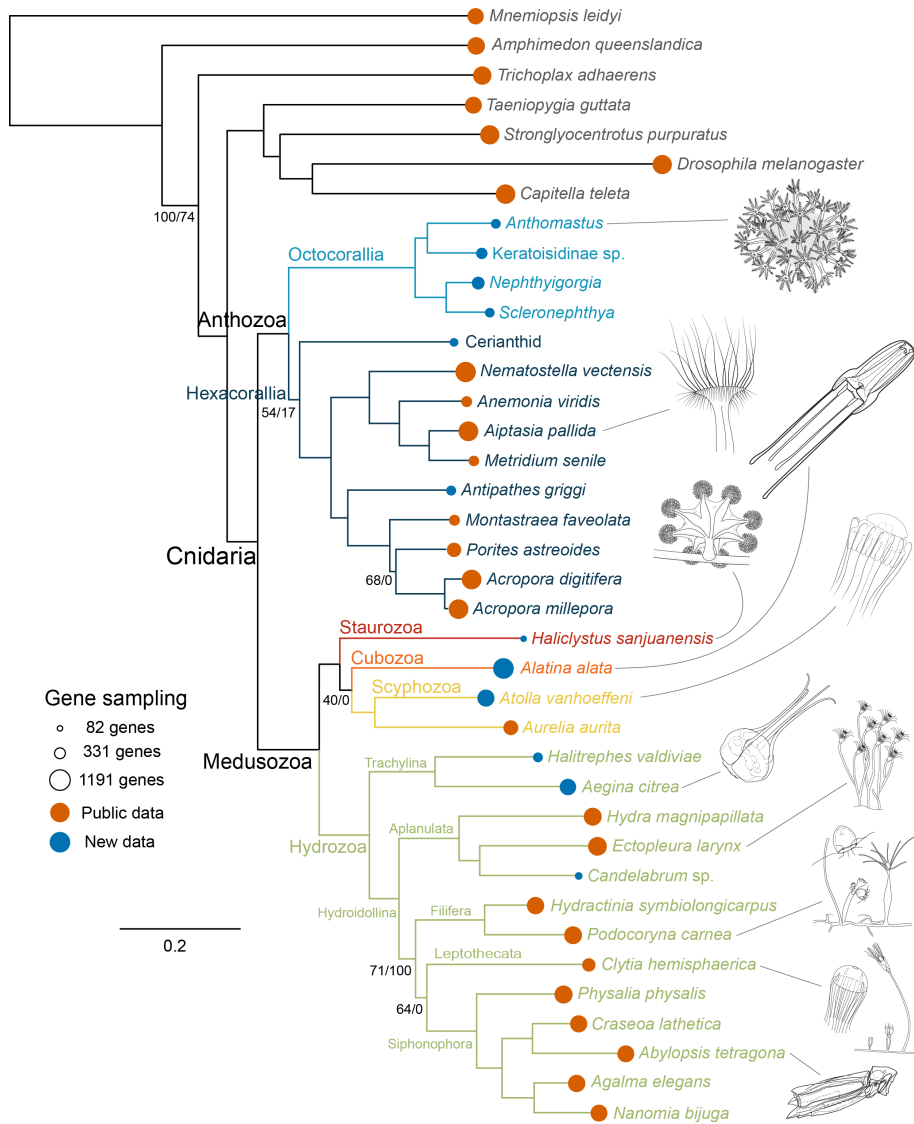 Mnemiopsis leidyi
Amphimedon queenslandica
Trichoplax adhaerens
Taeniopygia guttata
Stronglyocentrotus purpuratus
Drosophila melanogaster
Capitella teleta
100/74
Anthomastus
Octocorallia
Keratoisidinae sp.
Nephthyigorgia
Scleronephthya
Anthozoa
Cerianthid
Nematostella vectensis
Hexacorallia
54/17
Anemonia viridis
Aiptasia pallida
Metridium senile
Antipathes griggi
Montastraea faveolata
Cnidaria
Porites astreoides
68/0
Acropora digitifera
Acropora millepora
Staurozoa
Haliclystus sanjuanensis
Cubozoa
Alatina alata
Scyphozoa
40/0
Atolla vanhoeffeni
Aurelia aurita
Gene sampling
82 genes
331 genes
1191 genes
Public data
New data
Medusozoa
Trachylina
Halitrephes valdiviae
Aegina citrea
Hydra magnipapillata
Aplanulata
Hydrozoa
Ectopleura larynx
Candelabrum sp.
Hydroidollina
Filifera
Hydractinia symbiolongicarpus
Podocoryna carnea
0.2
Leptothecata
71/100
Clytia hemisphaerica
Physalia physalis
64/0
Craseoa lathetica
Siphonophora
Abylopsis tetragona
Agalma elegans
Nanomia bijuga